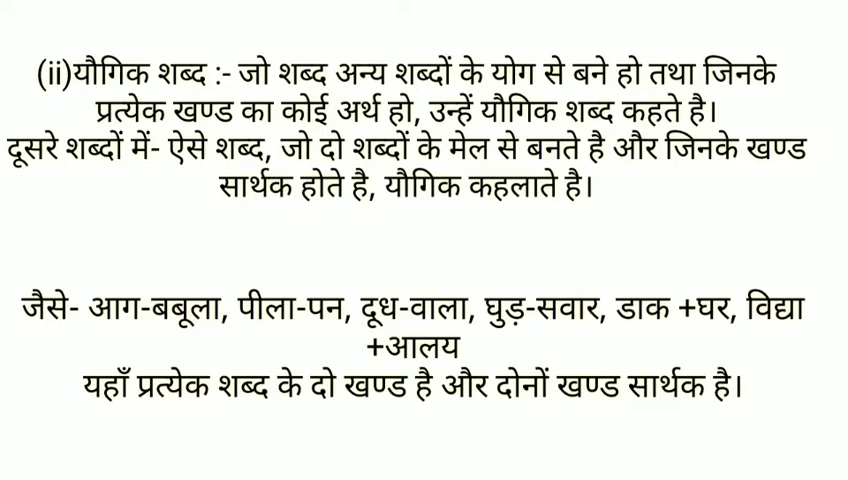 (ii)यौगिक शब्द :- जो शब्द अन्य शब्दों के योग से बने हो तथा जिनके
प्रत्येक खण्ड का कोई अर्थ हो, उन्हें यौगिक शब्द कहते है।
दूसरे शब्दों में- ऐसे शब्द, जो दो शब्दों के मेल से बनते है और जिनके खण्ड
सार्थक होते है, यौगिक कहलाते है।
जैसे- आग-बबूला, पीला-पन, दूध-वाला, घुड़-सवार, डाक +घर, विद्या
+आलय
यहाँ प्रत्येक शब्द के दो खण्ड है और दोनों खण्ड सार्थक है।